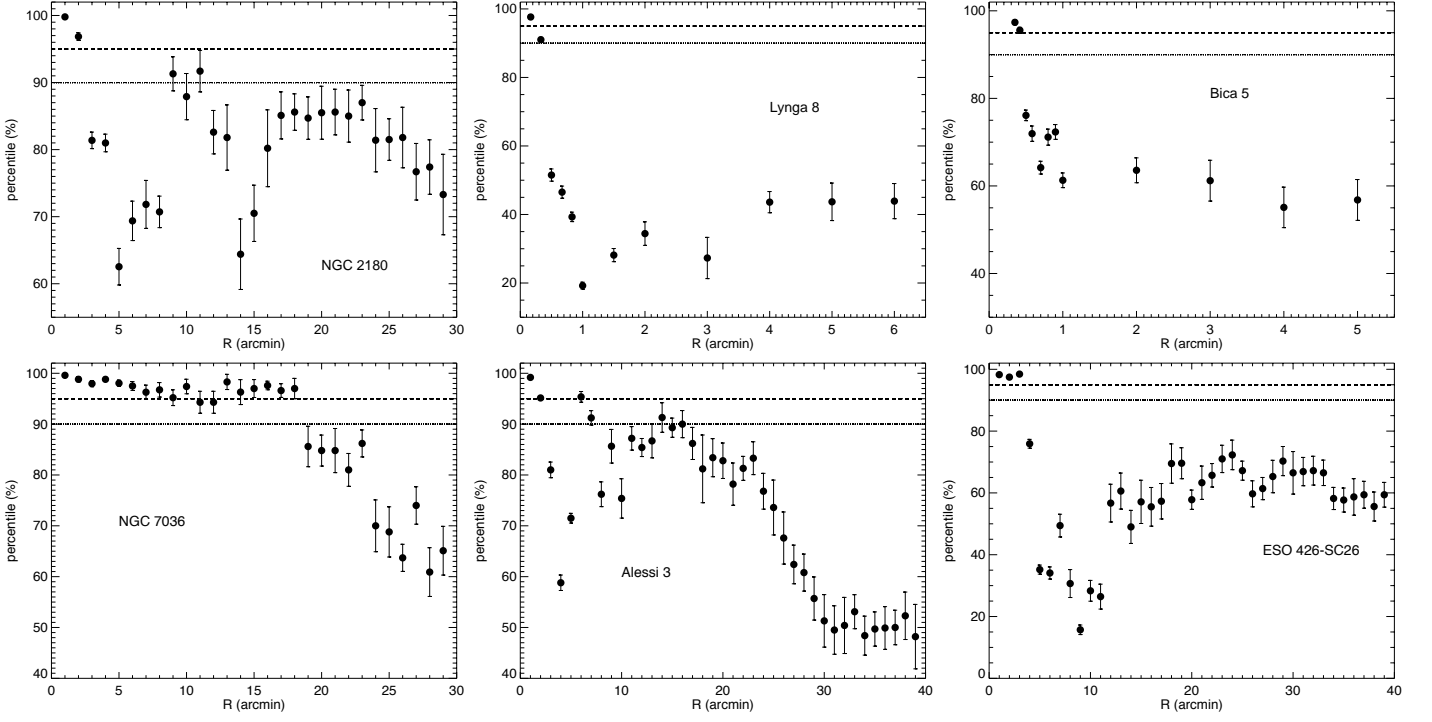 100
90
80
70
60
percentile (%)
NGC 2180
0 5 10 15 20 25 30
R (arcmin)
100
80
60
40
20
percentile (%)
Lynga 8
0 1 2 3 4 5 6
R (arcmin)
100
80
60
40
percentile (%)
Bica 5
0 1 2 3 4 5
R (arcmin)
100
90
80
70
60
50
40
percentile (%)
NGC 7036
0 5 10 15 20 25 30
R (arcmin)
100
90
80
70
60
50
40
percentile (%)
Alessi 3
0 10 20 30 40
R (arcmin)
100
80
60
40
20
0
percentile (%)
ESO 426-SC26
0 10 20 30 40
R (arcmin)